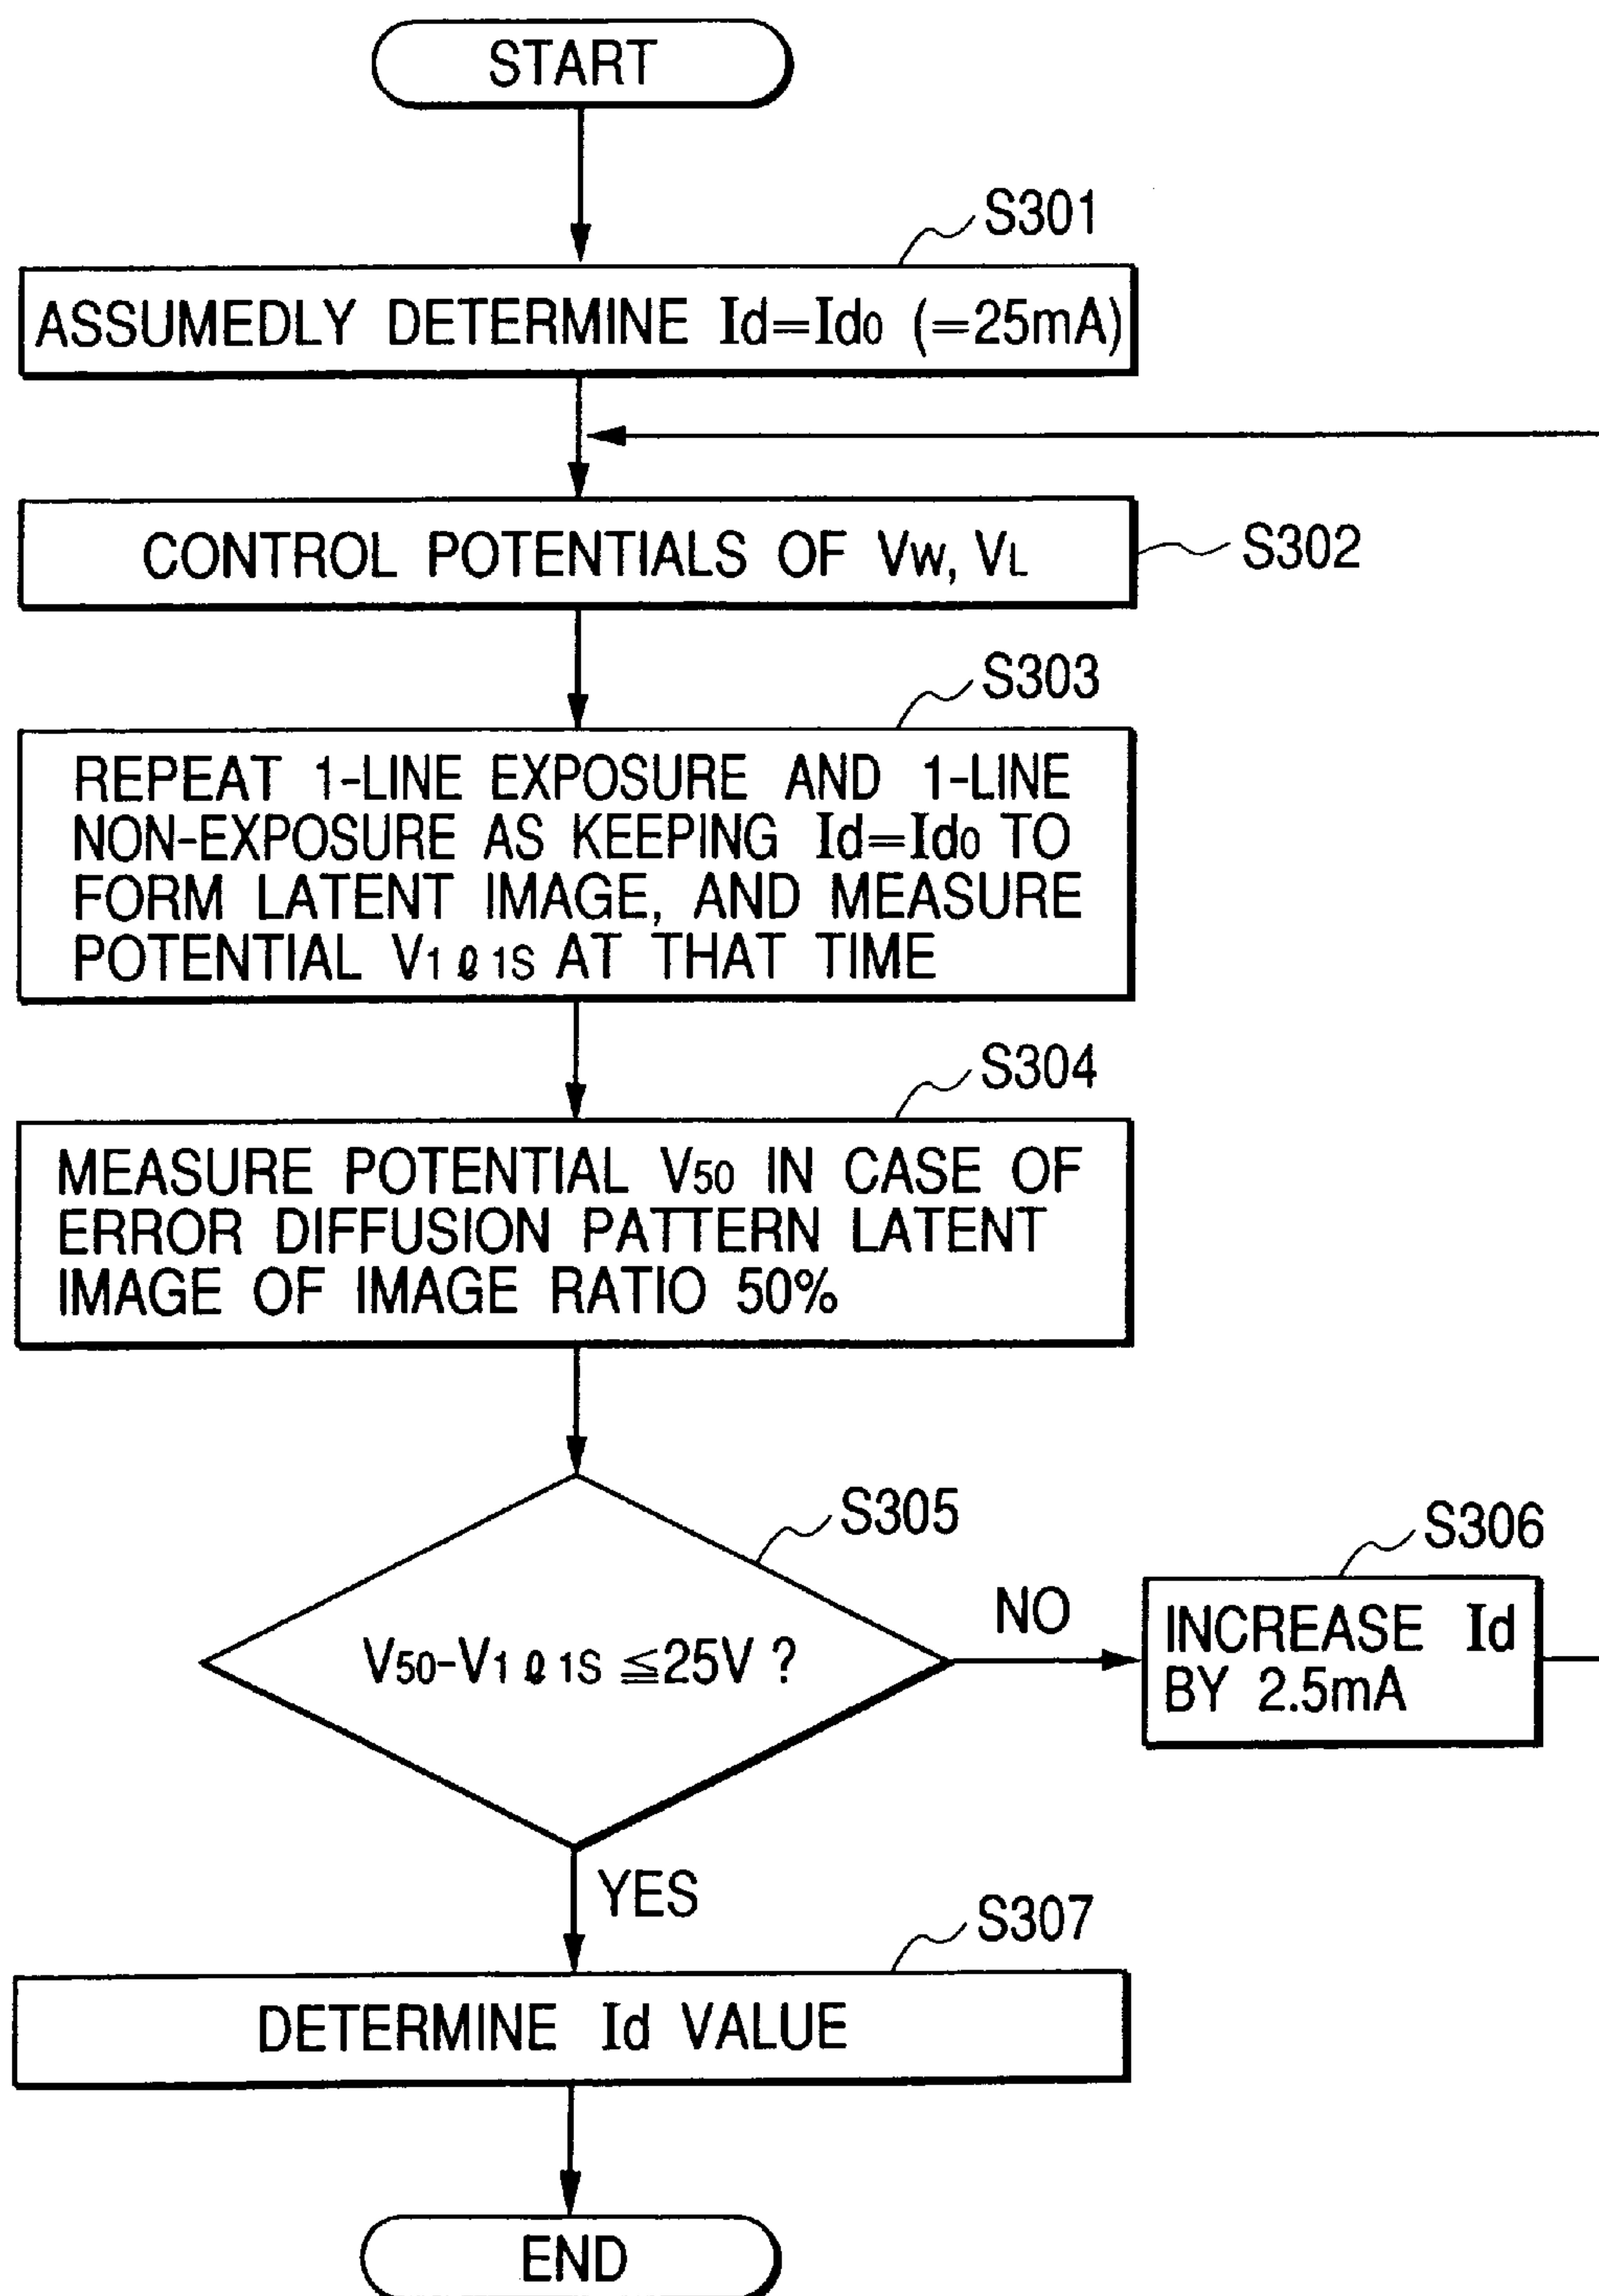 START
S301
ASSUMEDLY DETERMINE Id=Id0 (=25mA)
CONTROL POTENTIALS OF VW, VL
S302
S303
REPEAT 1-LINE EXPOSURE AND 1-LINE
NON-EXPOSURE AS KEEPING Id=Id0 TO
FORM LATENT IMAGE, AND MEASURE
POTENTIAL V1ℓ1S AT THAT TIME
S304
MEASURE POTENTIAL V50 IN CASE OF
ERROR DIFFUSION PATTERN LATENT
IMAGE OF IMAGE RATIO 50%
S305
V50-V1ℓ1S ≦25V ?
NO
S306
INCREASE Id
BY 2.5mA
YES
S307
DETERMINE Id VALUE
END